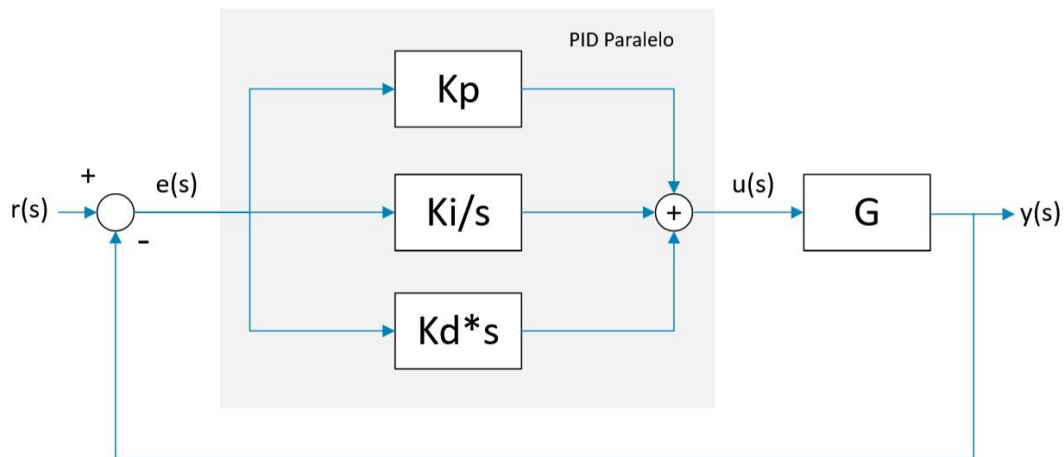 PID Paralelo
Kp
+
e(s)
u(s)
r(s)
Ki/s
+
G
y(s)
-
Kd*s